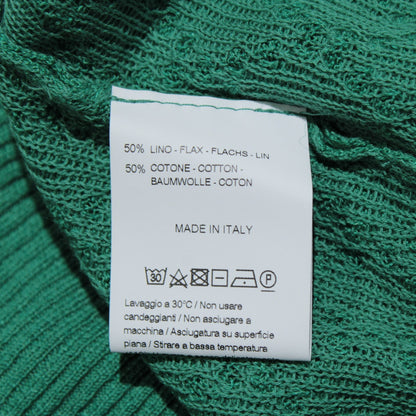 50% LINO - FLAX - FLACHS - LIN
50% COTONE - COTTON -
BAUMWOLLE - COTON
MADE IN ITALY
30 P
Lavaggio a 30°C / Non usare
candeggianti / Non asciugare a
macchina / Asciugatura su superficie
piana / Stirare a bassa temperatura